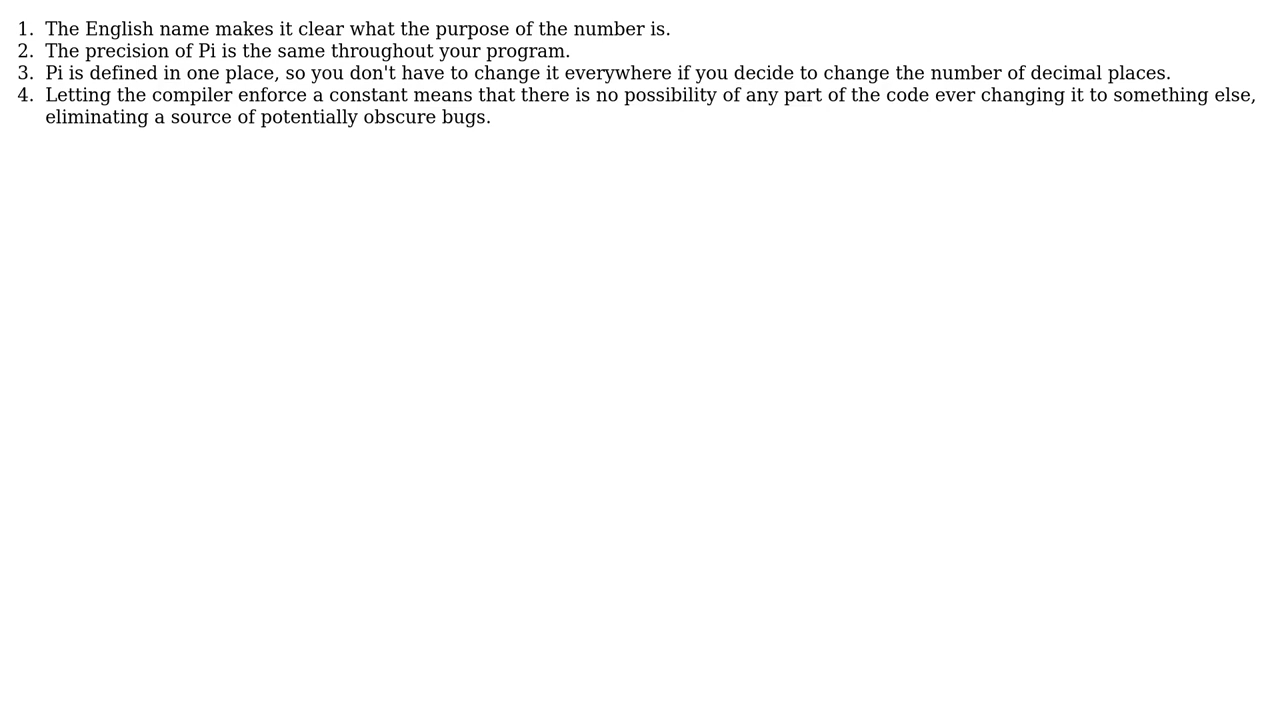 1. The English name makes it clear what the purpose of the number is.
2. The precision of Pi is the same throughout your program.
3. Pi is defined in one place, so you don't have to change it everywhere if you decide to change the number of decimal places.
4. Letting the compiler enforce a constant means that there is no possibility of any part of the code ever changing it to something else,
eliminating a source of potentially obscure bugs.